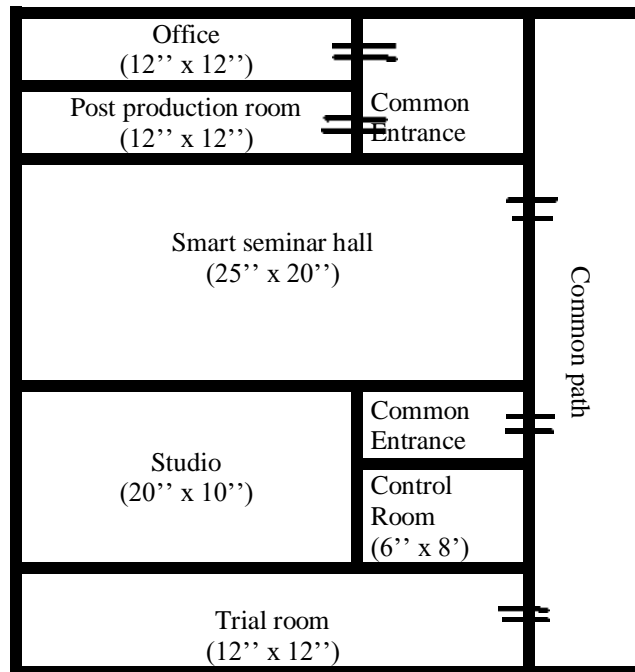 Office
(12’’ x 12’’)
Post production room
(12’’ x 12’’)
Common
Entrance
Smart seminar hall
(25’’ x 20’’)
Common path
Common
Entrance
Studio
(20’’ x 10’’)
Control
Room
(6’’ x 8’)
Trial room
(12’’ x 12’’)